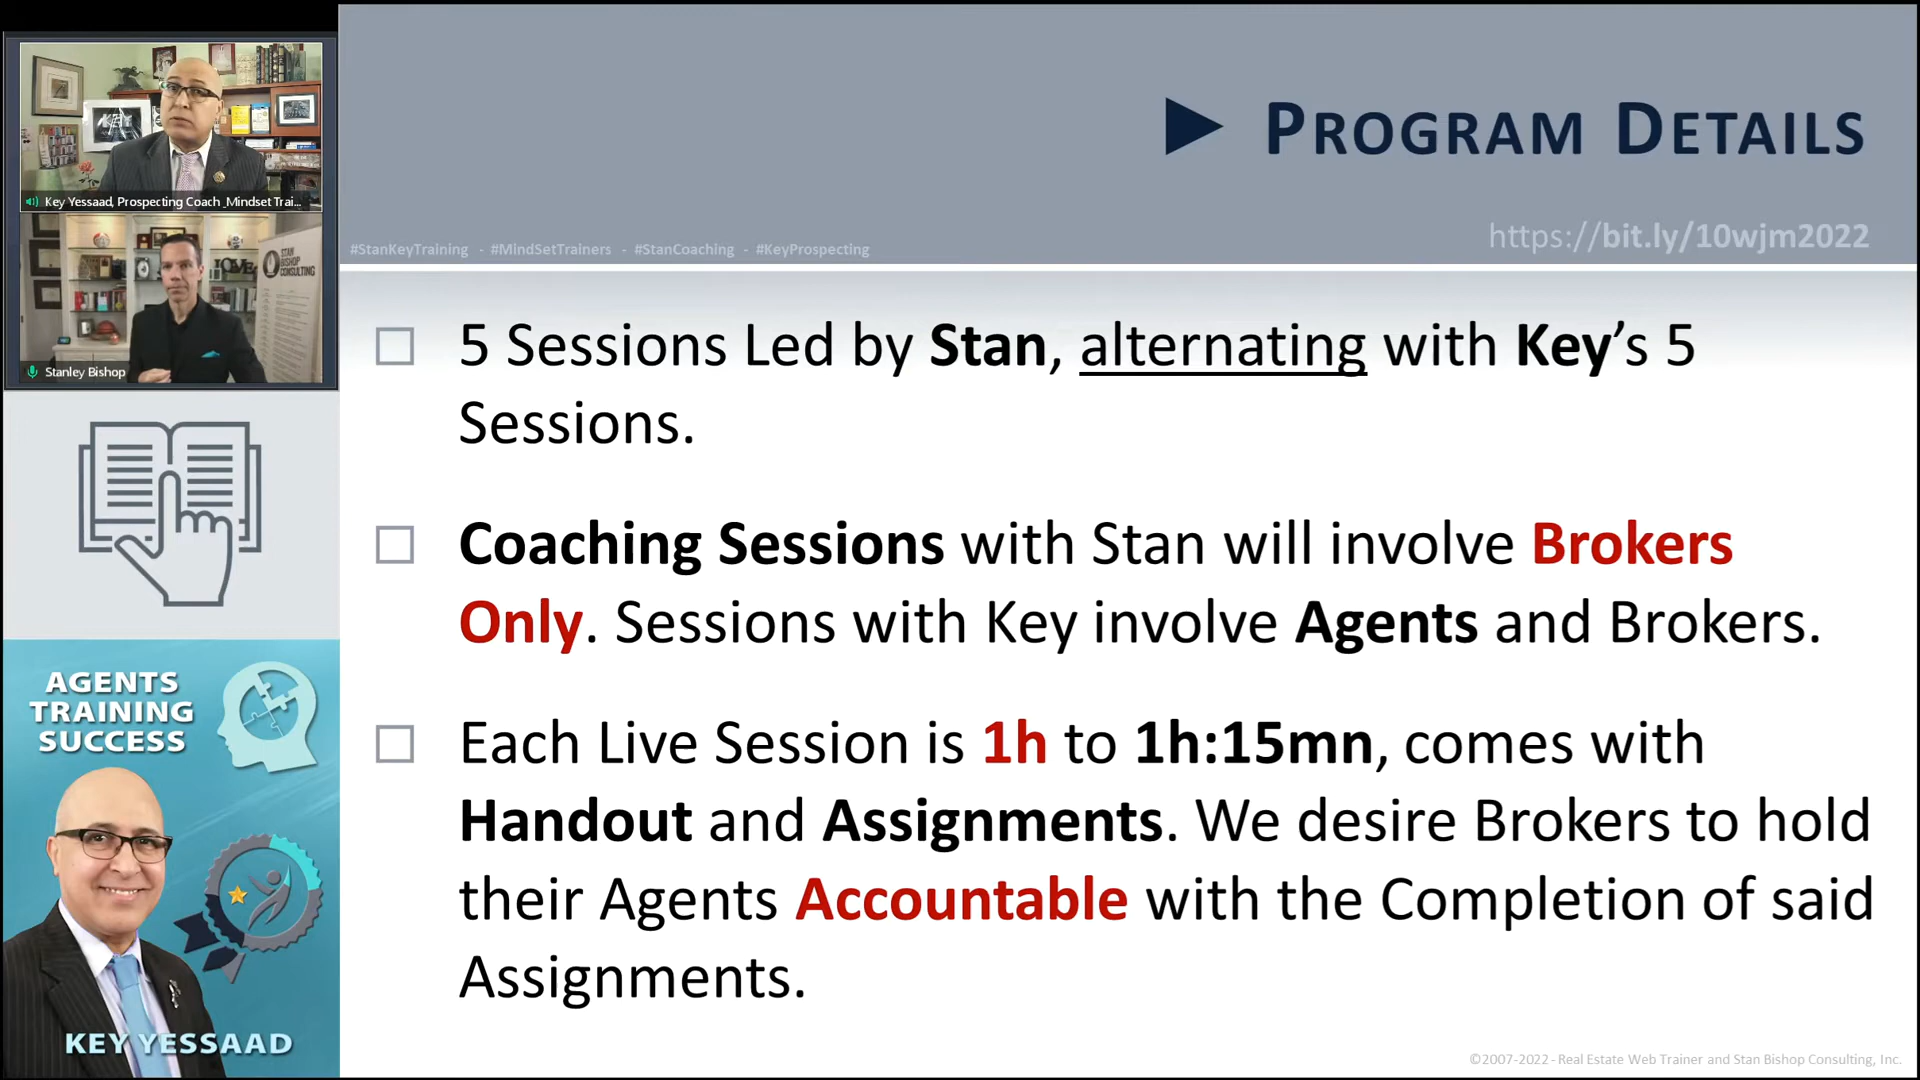 Key Yessaad, Prospecting Coach _Mindset Trai...
STAN
BISHOP
CONSULTING
Stanley Bishop
AGENTS
TRAINING
SUCCESS
KEY YESSAAD
► PROGRAM DETAILS
https://bit.ly/10wjm2022
#StanKeyTraining - #MindSetTrainers - #StanCoaching - #KeyProspecting
5 Sessions Led by Stan, alternating with Key’s 5
Sessions.
Coaching Sessions with Stan will involve Brokers
Only. Sessions with Key involve Agents and Brokers.
Each Live Session is 1h to 1h:15mn, comes with
Handout and Assignments. We desire Brokers to hold
their Agents Accountable with the Completion of said
Assignments.
©2007-2022 - Real Estate Web Trainer and Stan Bishop Consulting, Inc.